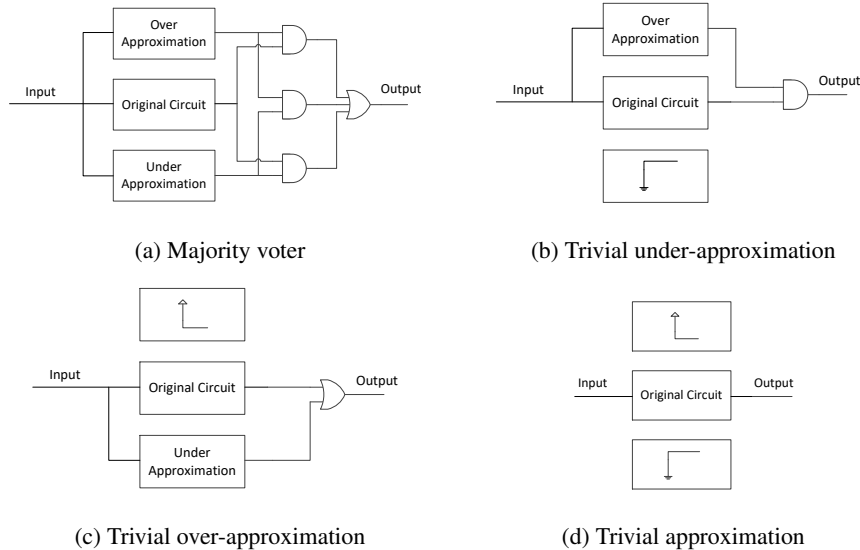 Over
Approximation
Input
Original Circuit
Output
Under
Approximation
(a) Majority voter
Over
Approximation
Input
Original Circuit
Output
(b) Trivial under-approximation
Input
Original Circuit
Output
Under
Approximation
(c) Trivial over-approximation
Input
Original Circuit
Output
(d) Trivial approximation